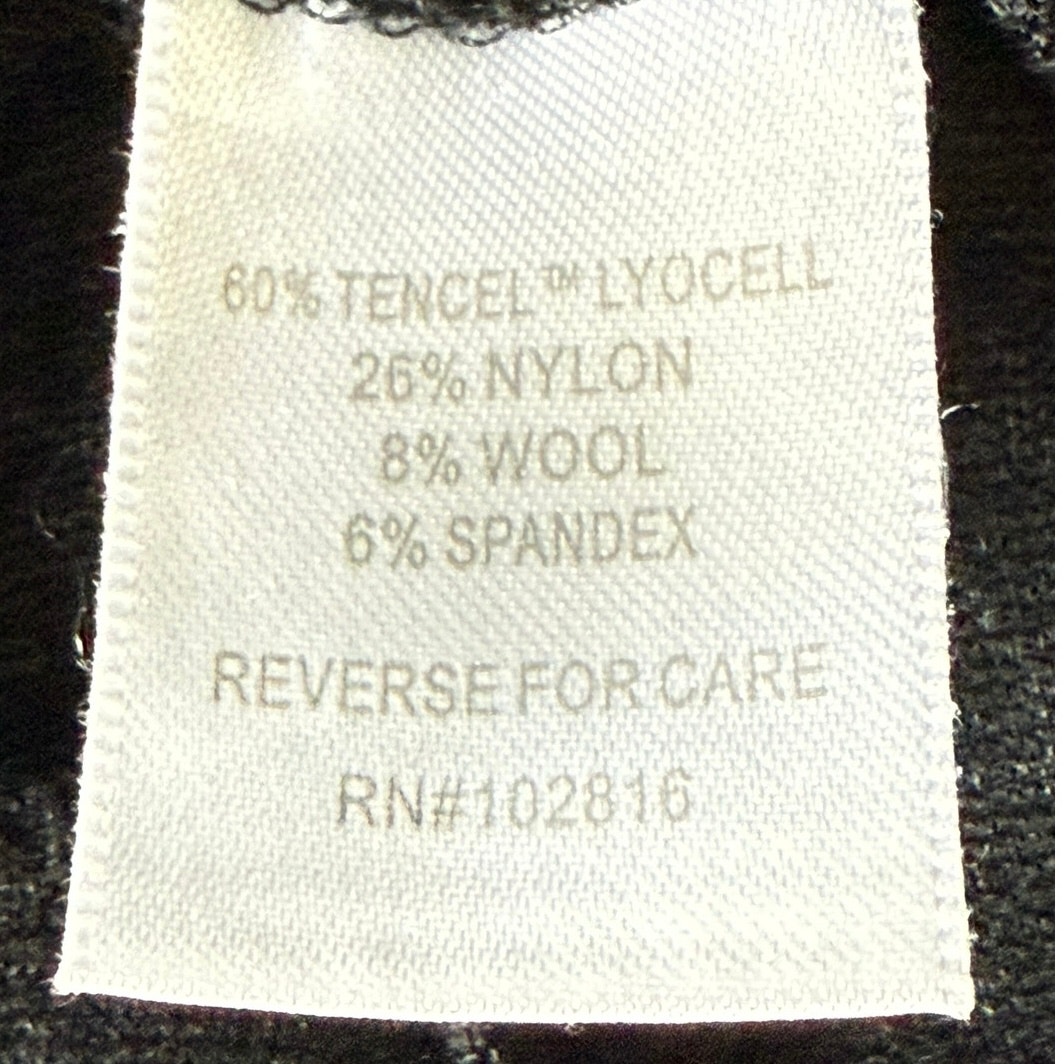 60% TENCEL™ LYOCELL
26% NYLON
8% WOOL
6% SPANDEX
REVERSE FOR CARE
RN#102816